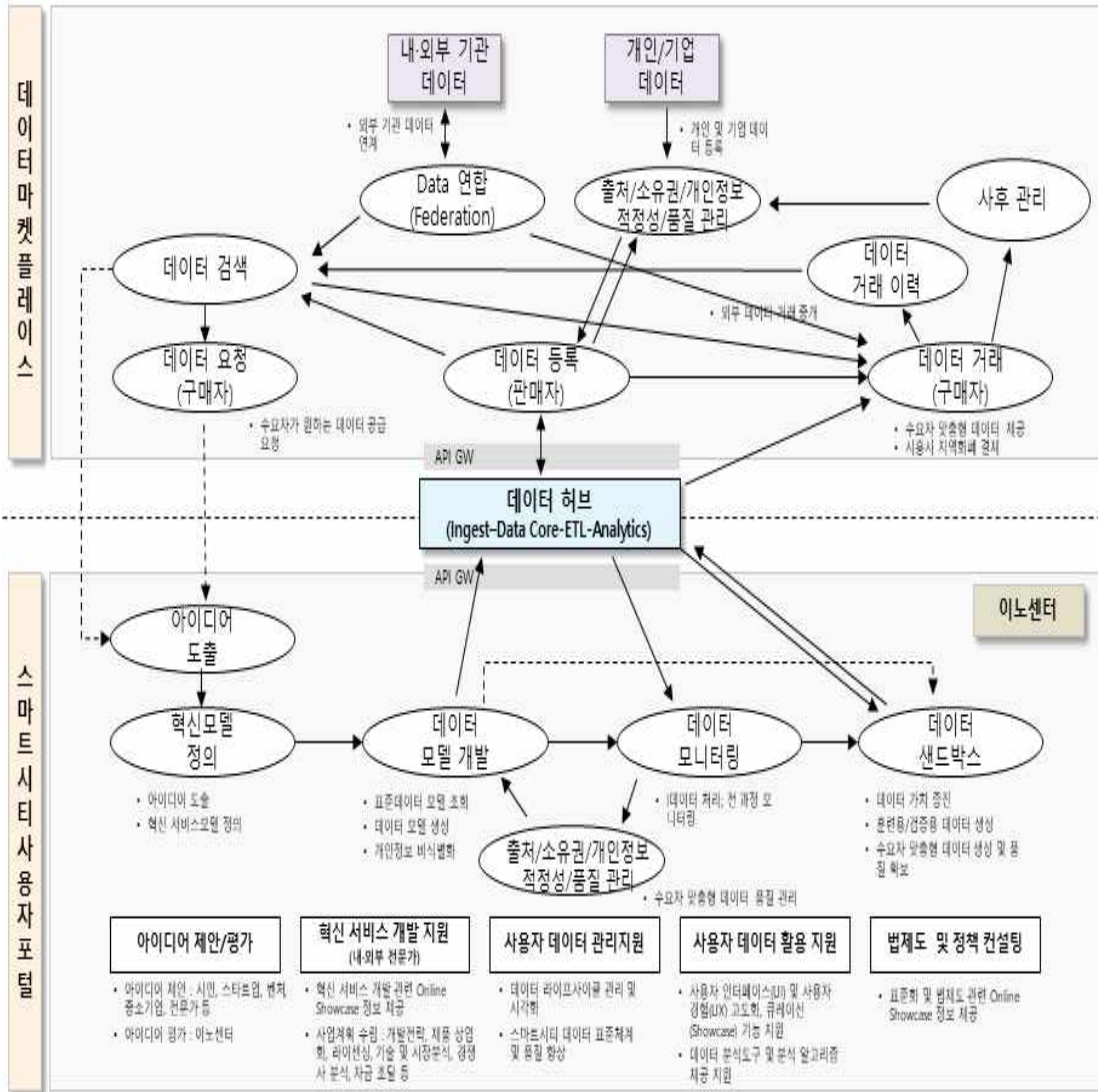 데이터마켓플레이스
내·외부 기관
데이터
개인/기업
데이터
• 외부 기관 데이터
연계
• 개인 및 기업 데이
터 등록
Data 연합
(Federation)
출처/소유권/개인정보
적정성/품질 관리
사후 관리
데이터 검색
데이터
거래 이력
• 외부 데이터 거래 중개
데이터 요청
(구매자)
데이터 등록
(판매자)
데이터 거래
(구매자)
• 수요자가 원하는 데이터 공급
요청
• 수요자 맞춤형 데이터 제공
• 사용시 지역화폐 결제
API GW
데이터 허브
(Ingest–Data Core-ETL-Analytics)
API GW
스마트시티사용자포털
이노센터
아이디어
도출
혁신모델
정의
데이터
모델 개발
데이터
모니터링
데이터
샌드박스
• 아이디어 도출
• 혁신 서비스모델 정의
• 표준데이터 모델 조회
• 데이터 모델 생성
• 개인정보 비식별화
• 데이터 처리; 전 과정 모
니터링
• 데이터 가치 증진
• 훈련용/검증용 데이터 생성
• 수요자 맞춤형 데이터 생성 및 품
질 확보
출처/소유권/개인정보
적정성/품질 관리
• 수요자 맞춤형 데이터 품질 관리
아이디어 제안/평가
• 아이디어 제안 : 시민, 스타트업, 벤처,
중소기업, 전문가 등
• 아이디어 평가 : 이노센터
혁신 서비스 개발 지원
(내·외부 전문가)
• 혁신 서비스 개발 관련 Online
Showcase 정보 제공
• 사업계획 수립 : 개발전략, 제품 상업
화, 라이센싱, 기술 및 시장분석, 경쟁
사 분석, 자금 조달 등
사용자 데이터 관리지원
• 데이터 라이프사이클 관리 및
시각화
• 스마트시티 데이터 표준체계
및 품질 향상
사용자 데이터 활용 지원
• 사용자 인터페이스(UI) 및 사용자
경험(UX) 고도화, 큐레이션
(Showcase) 기능 지원
• 데이터 분석도구 및 분석 알고리즘
제공 지원
법제도 및 정책 컨설팅
• 표준화 및 법제도 관련 Online
Showcase 정보 제공